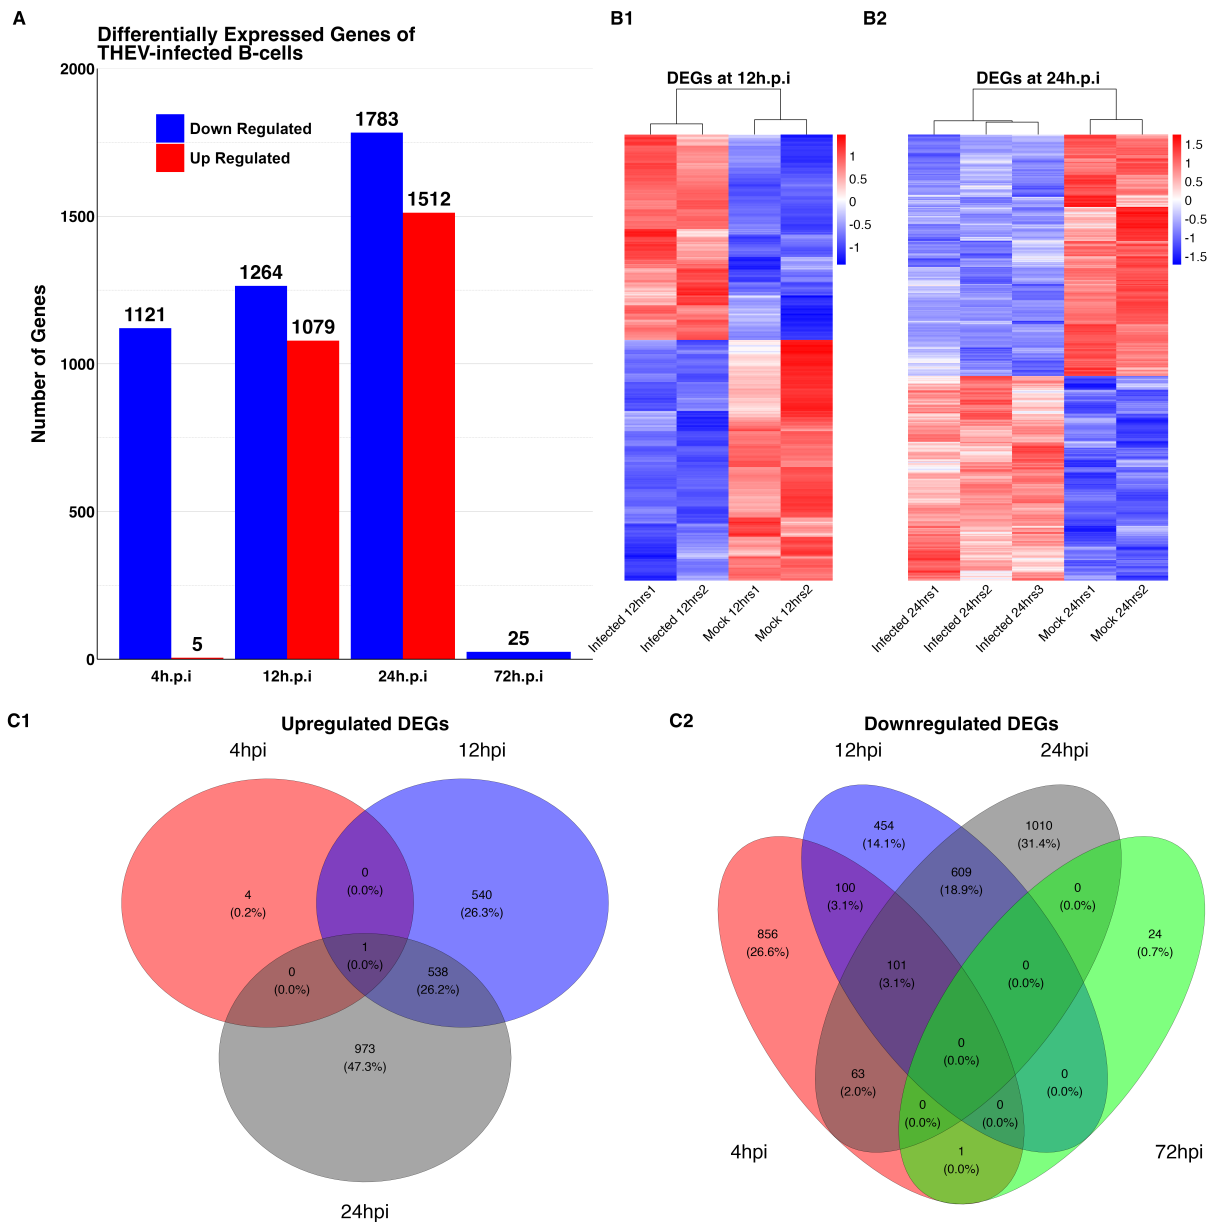 A
Differentially Expressed Genes of
THEV-infected B-cells
Number of Genes
2000
1500
1000
500
0
Down Regulated
Up Regulated
1121
5
1264
1079
1783
1512
25
4h.p.i
12h.p.i
24h.p.i
72h.p.i
B1
DEGs at 12h.p.i
1
0.5
0
-0.5
-1
Infected 12hrs1
Infected 12hrs2
Mock 12hrs1
Mock 12hrs2
B2
DEGs at 24h.p.i
1.5
1
0.5
0
-0.5
-1
-1.5
Infected 24hrs1
Infected 24hrs2
Infected 24hrs3
Mock 24hrs1
Mock 24hrs2
C1
Upregulated DEGs
4hpi
12hpi
0
(0.0%)
4
(0.2%)
540
(26.3%)
1
(0.0%)
0
(0.0%)
538
(26.2%)
973
(47.3%)
24hpi
C2
Downregulated DEGs
12hpi
24hpi
454
(14.1%)
1010
(31.4%)
609
(18.9%)
100
(3.1%)
0
(0.0%)
856
(26.6%)
24
(0.7%)
101
(3.1%)
0
(0.0%)
0
(0.0%)
63
(2.0%)
0
(0.0%)
0
(0.0%)
0
(0.0%)
1
(0.0%)
4hpi
72hpi